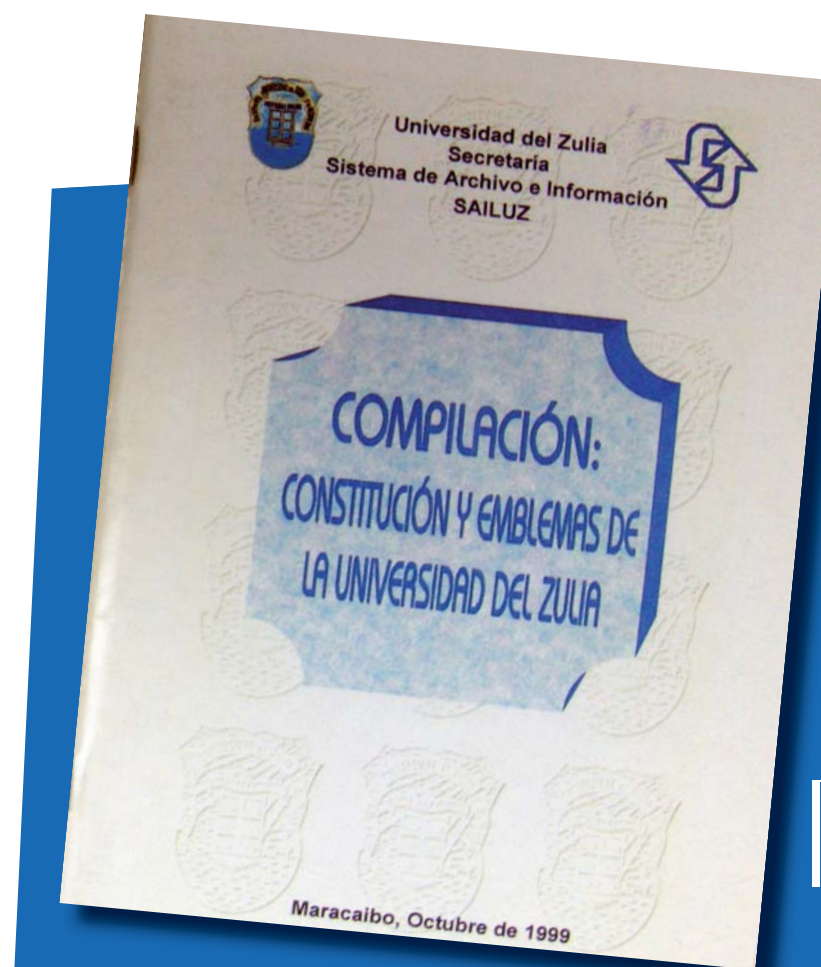 Universidad del Zulia
Secretaría
Sistema de Archivo e Información
SAILUZ
COMPILACIÓN:
CONSTITUCIÓN Y EMBLEMAS DE
LA UNIVERSIDAD DEL ZULIA
Maracaibo, Octubre de 1999